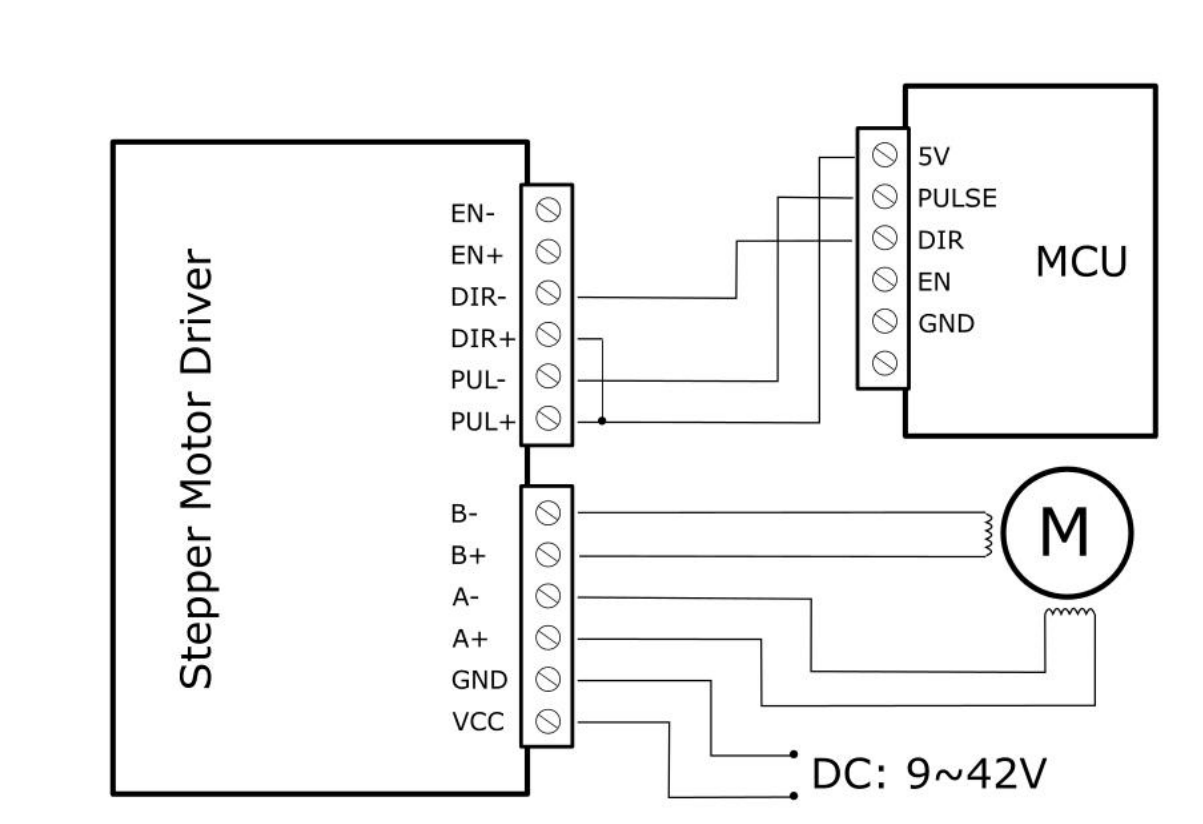 Stepper Motor Driver
EN-
EN+
DIR-
DIR+
PUL-
PUL+
B-
B+
A-
A+
GND
VCC
5V
PULSE
DIR
EN
GND
MCU
M
DC: 9~42V